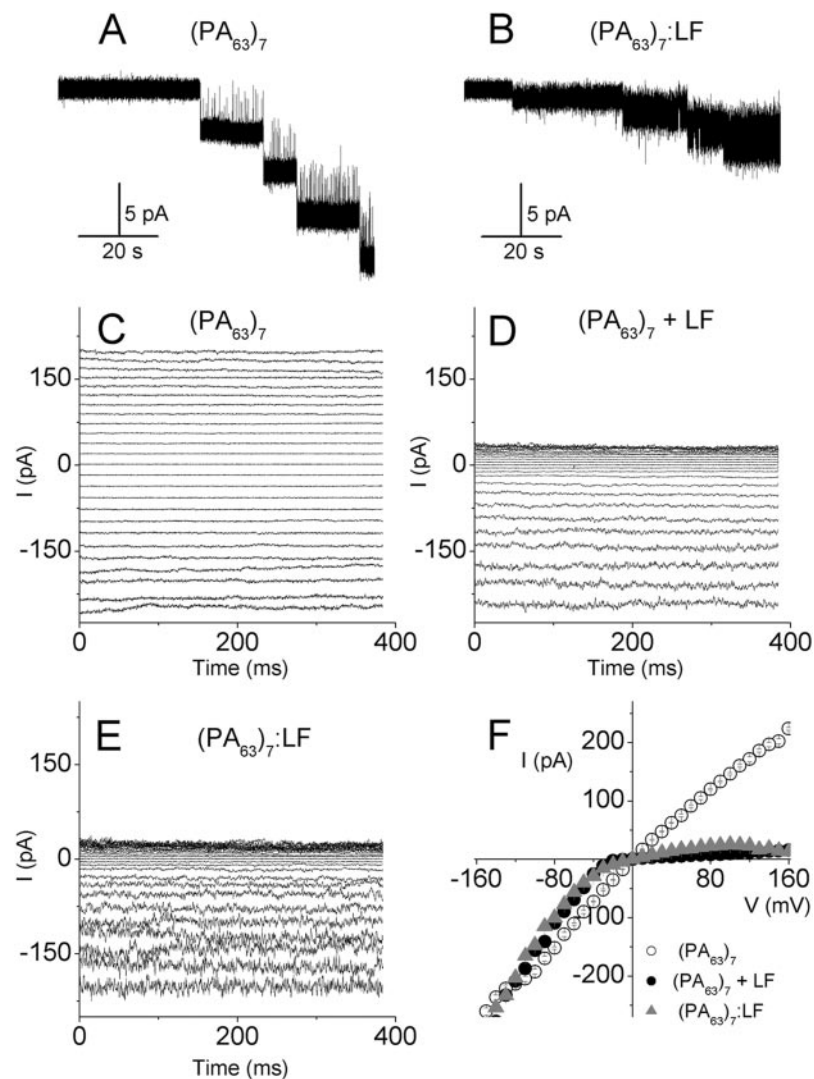 A (PA63)7
5 pA
20 s
B (PA63)7:LF
5 pA
20 s
C (PA63)7
150
0
-150
I (pA)
0 200 400
Time (ms)
D (PA63)7 + LF
150
0
-150
I (pA)
0 200 400
Time (ms)
E (PA63)7:LF
150
0
-150
I (pA)
0 200 400
Time (ms)
F
I (pA)
200
100
-160 -80 80 160
V (mV)
-100
-200
(PA63)7
(PA63)7 + LF
(PA63)7:LF